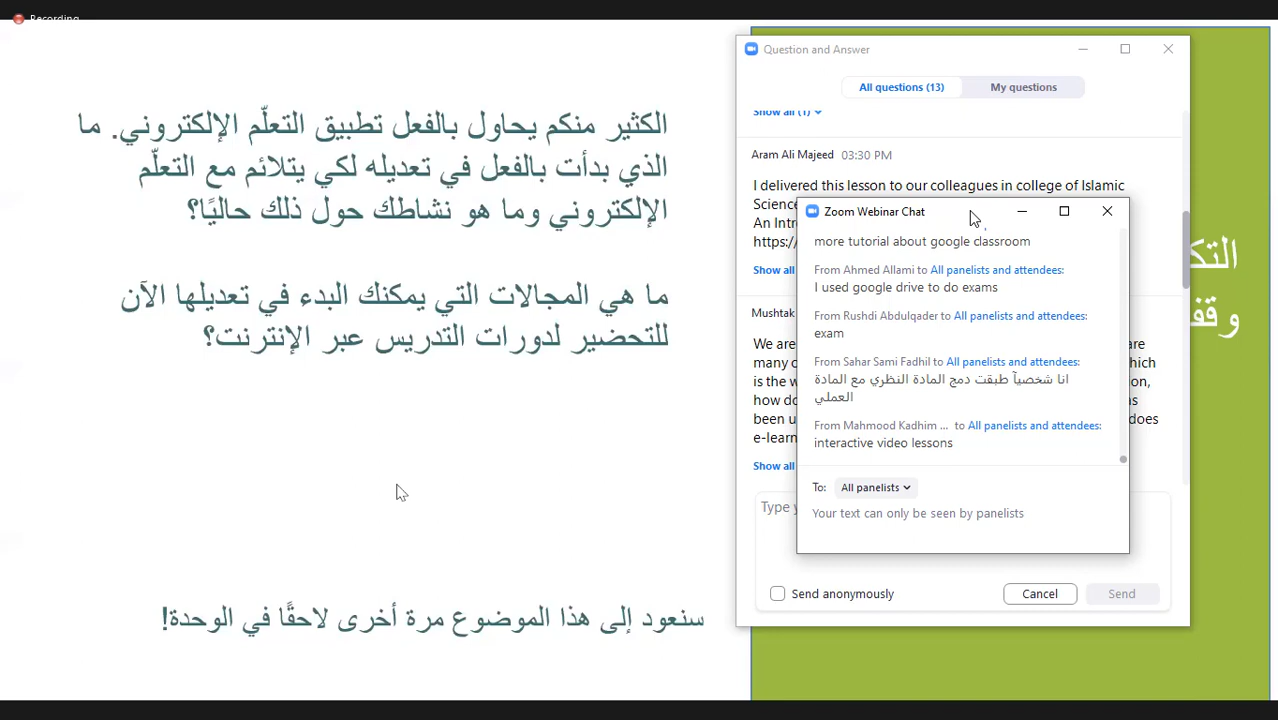 Recording
الكثير منكم يحاول بالفعل تطبيق التعلّم الإلكتروني. ما
الذي بدأت بالفعل في تعديله لكي يتلائم مع التعلّم
الإلكتروني وما هو نشاطك حول ذلك حاليًا؟
ما هي المجالات التي يمكنك البدء في تعديلها الآن
للتحضير لدورات التدريس عبر الإنترنت؟
سنعود إلى هذا الموضوع مرة أخرى لاحقًا في الوحدة!
Question and Answer
All questions (13) My questions
Show all (1)
Aram Ali Majeed 03:30 PM
I delivered this lesson to our colleagues in college of Islamic
Science
An Intr
https:/
Show all
Mushtak
We are
many
is the w
how do
been u
e-learn
Show all
are
which
ion,
as
does
Type y
Send anonymously
Cancel
Send
Zoom Webinar Chat
more tutorial about google classroom
From Ahmed Allami to All panelists and attendees:
I used google drive to do exams
From Rushdi Abdulqader to All panelists and attendees:
exam
From Sahar Sami Fadhil to All panelists and attendees:
انا شخصيآ طبقت دمج المادة النظري مع المادة
العملي
From Mahmood Kadhim ... to All panelists and attendees:
interactive video lessons
To: All panelists
Your text can only be seen by panelists